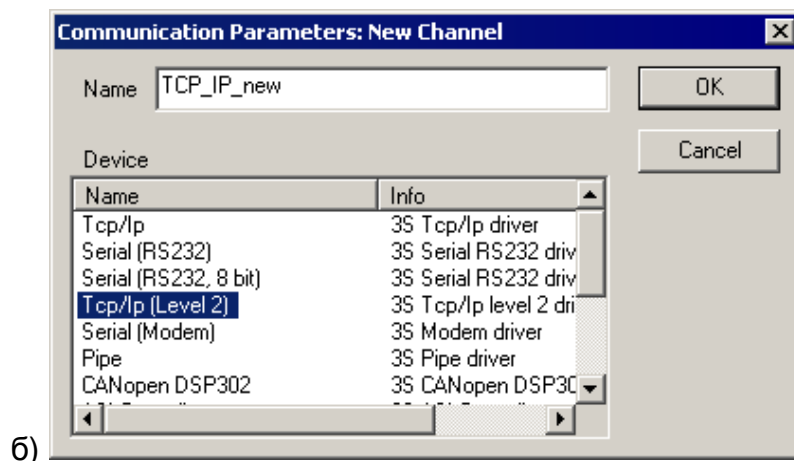 Communication Parameters: New Channel
Name TCP_IP_new
OK
Device
Cancel
Name Info
Tcp/Ip 3S Tcp/Ip driver
Serial (RS232) 3S Serial RS232 driv
Serial (RS232, 8 bit) 3S Serial RS232 driv
Tcp/Ip (Level 2) 3S Tcp/Ip level 2 dri
Serial (Modem) 3S Modem driver
Pipe 3S Pipe driver
CANopen DSP302 3S CANopen DSP30
б)